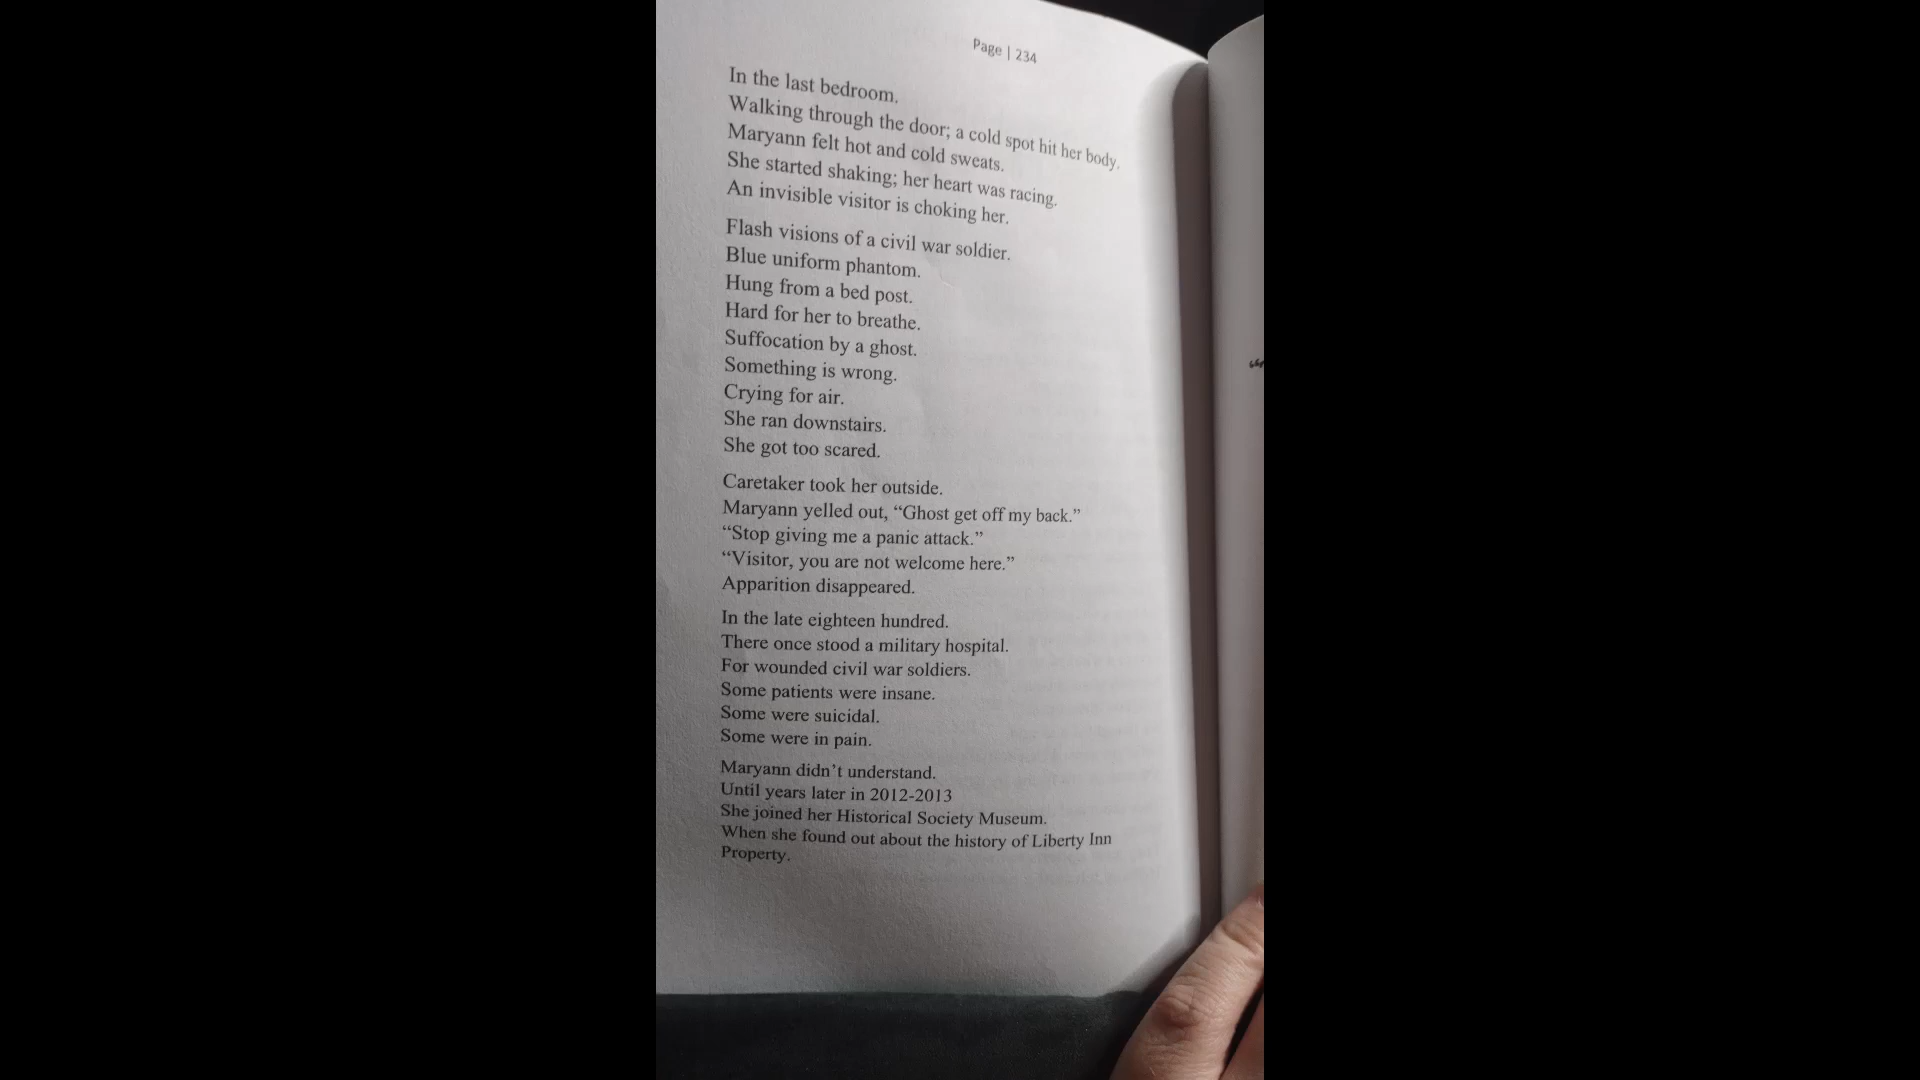 Page | 234
In the last bedroom.
Walking through the door; a cold spot hit her body.
Maryann felt hot and cold sweats.
She started shaking; her heart was racing.
An invisible visitor is choking her.
Flash visions of a civil war soldier.
Blue uniform phantom.
Hung from a bed post.
Hard for her to breathe.
Suffocation by a ghost.
Something is wrong.
Crying for air.
She ran downstairs.
She got too scared.
Caretaker took her outside.
Maryann yelled out, “Ghost get off my back.”
“Stop giving me a panic attack.”
“Visitor, you are not welcome here.”
Apparition disappeared.
In the late eighteen hundred.
There once stood a military hospital.
For wounded civil war soldiers.
Some patients were insane.
Some were suicidal.
Some were in pain.
Maryann didn’t understand.
Until years later in 2012-2013
She joined her Historical Society Museum.
When she found out about the history of Liberty Inn
Property.